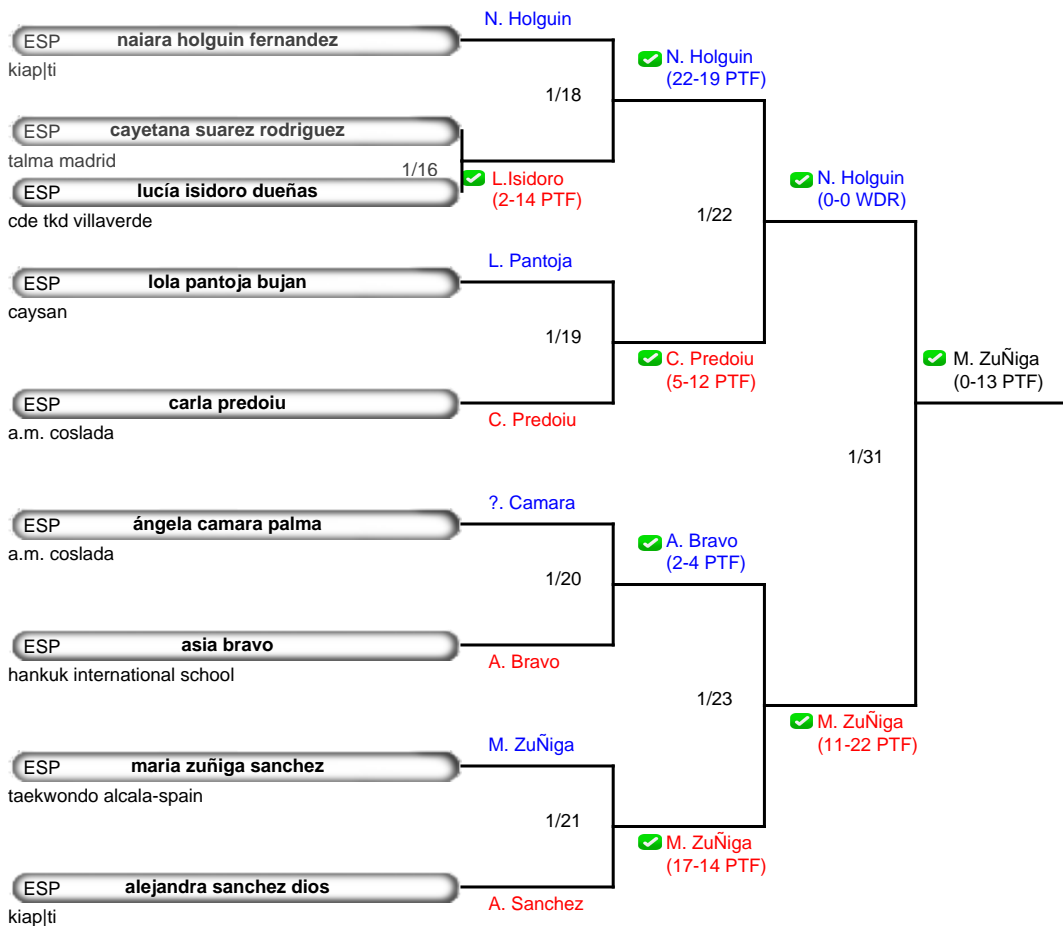 N. Holguin
ESP naiara holguin fernandez
kiap|ti
N. Holguin
(22-19 PTF)
1/18
ESP cayetana suarez rodriguez
talma madrid
1/16
L.Isidoro
(2-14 PTF)
ESP lucía isidoro dueñas
cde tkd villaverde
N. Holguin
(0-0 WDR)
1/22
L. Pantoja
ESP lola pantoja bujan
caysan
1/19
C. Predoiu
(5-12 PTF)
M. ZuÑiga
(0-13 PTF)
ESP carla predoiu
a.m. coslada
C. Predoiu
1/31
?. Camara
ESP ángela camara palma
a.m. coslada
A. Bravo
(2-4 PTF)
1/20
ESP asia bravo
hankuk international school
A. Bravo
1/23
M. ZuÑiga
(11-22 PTF)
M. ZuÑiga
ESP maria zuñiga sanchez
taekwondo alcala-spain
1/21
M. ZuÑiga
(17-14 PTF)
ESP alejandra sanchez dios
kiap|ti
A. Sanchez